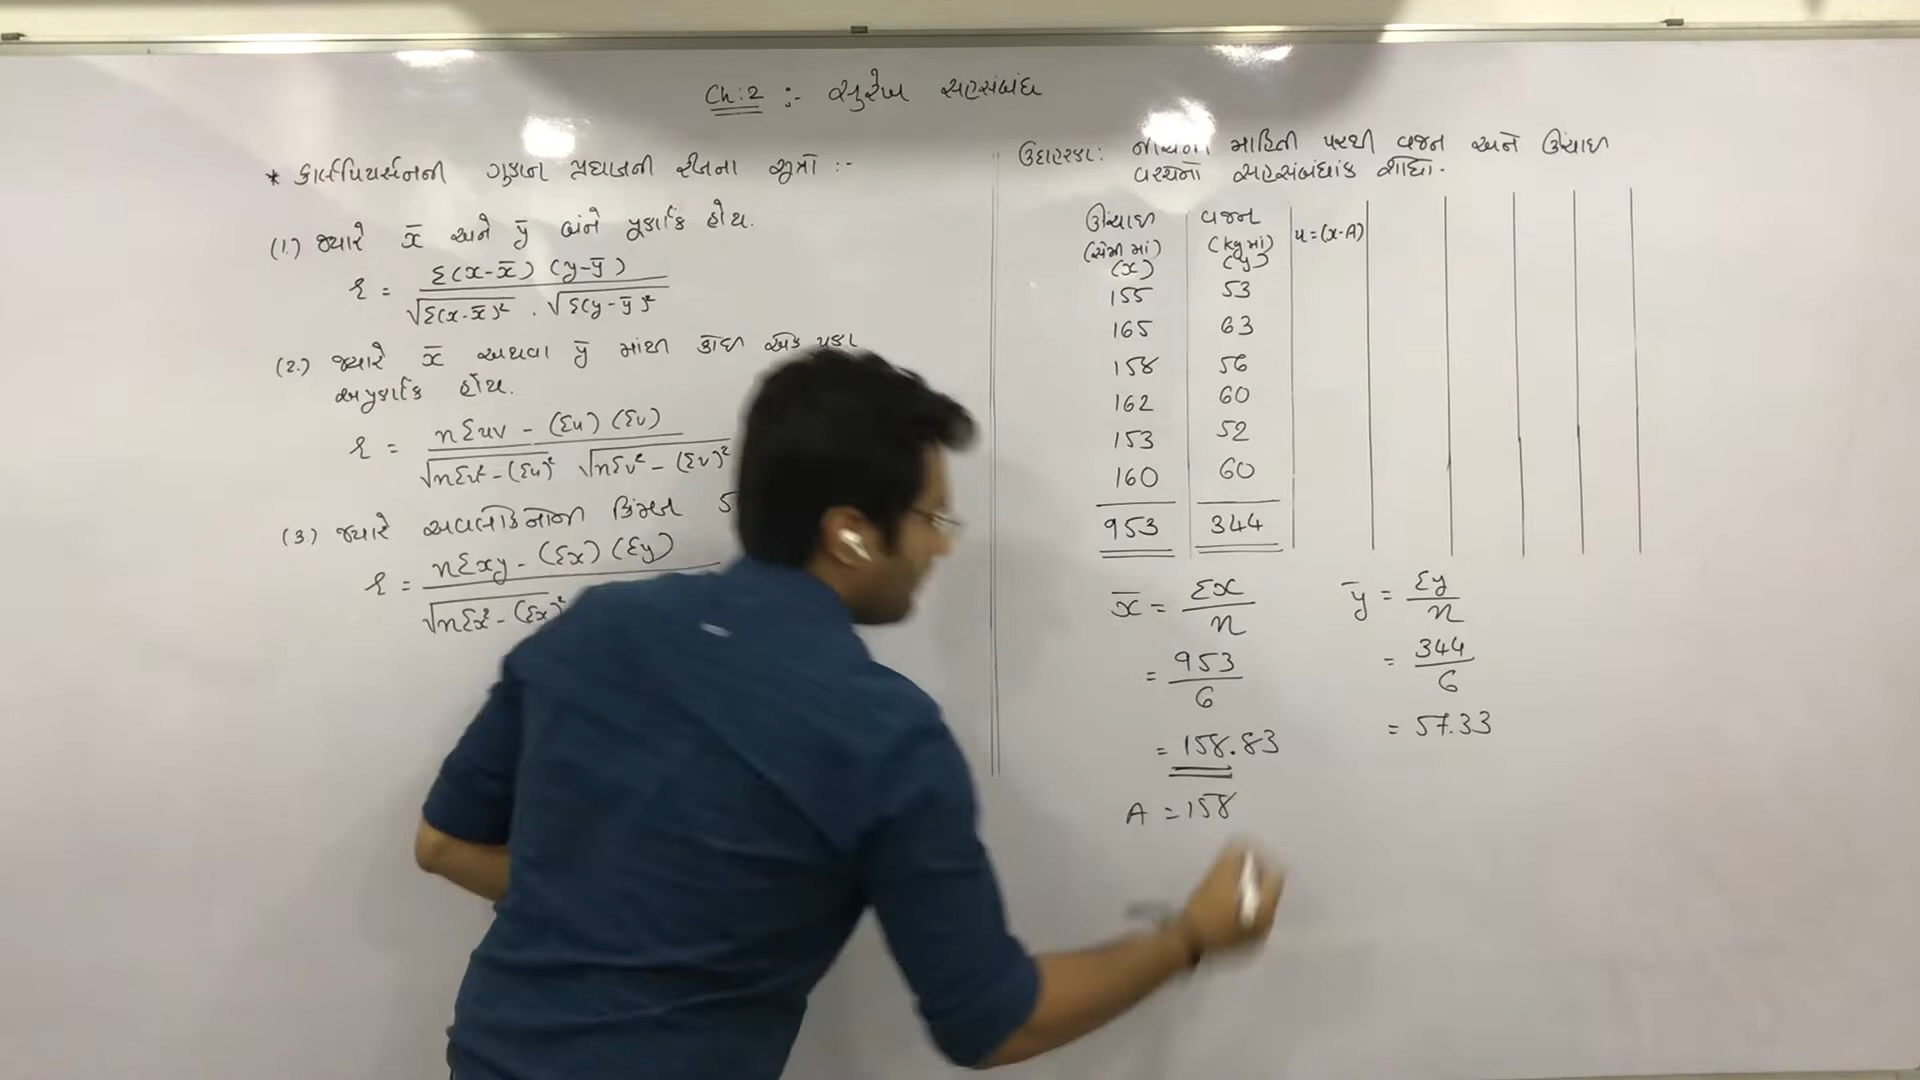 Ch:2 :- સુરેખ સહસંબંધ
* કાર્લપિયર્સનની ગુણાન પ્રઘાતની રીતના સૂત્રો :-
(1.) જ્યારે x̄ અને ȳ બંને પૂર્ણાંક હોય.
r = Σ(x-x̄) (y-ȳ) / √Σ(x-x̄)² . √Σ(y-ȳ)²
(2.) જ્યારે x̄ અથવા ȳ માંથી કોઈ એક પણ
અપૂર્ણાંક હોય.
r = nΣuv - (Σu) (Σv) / √nΣu² - (Σu)² √nΣv² - (Σv)²
(3.) જ્યારે અવલોકનોની કિંમત
r = nΣxy - (Σx) (Σy) / √nΣx² - (Σx)²
ઉદાહરણ: નીચેની માહિતી પરથી વજન અને ઊંચાઈ
વચ્ચેનો સહસંબંધાંક શોધો.
ઊંચાઈ વજન u=(x-A)
(સેમી માં) (kg માં)
(x) (y)
155 53
165 63
158 56
162 60
153 52
160 60
953 344
x̄ = Σx / n ȳ = Σy / n
= 953 / 6 = 344 / 6
= 158.83 = 57.33
A = 158